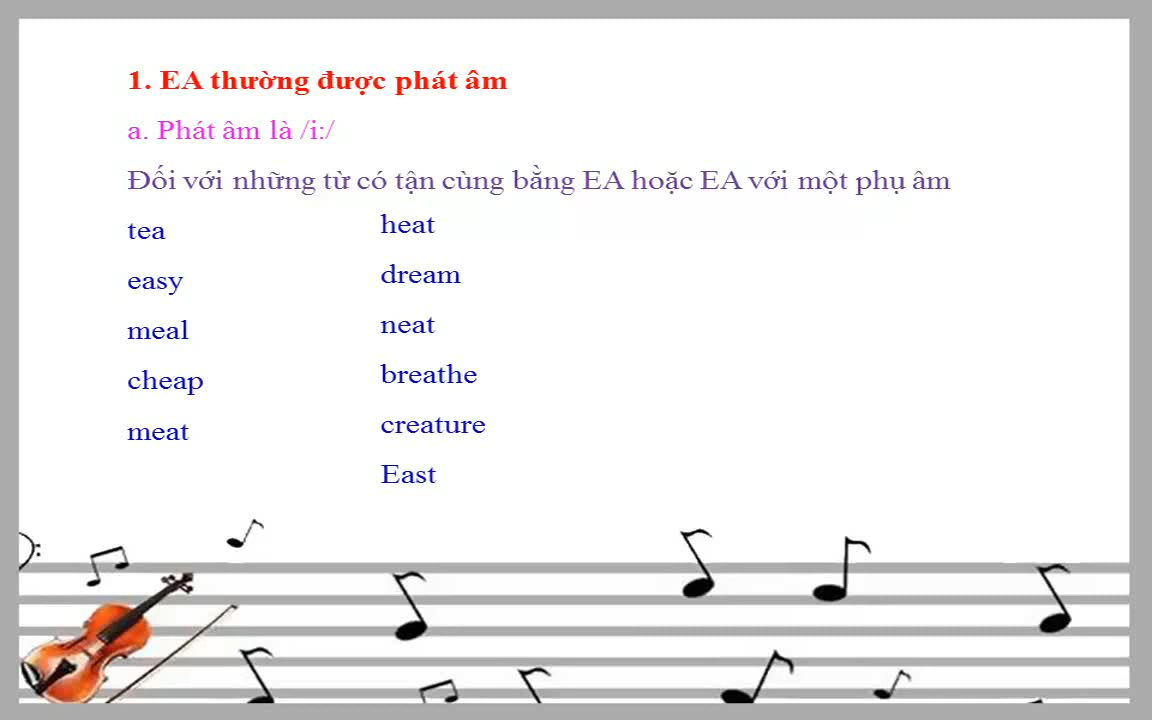 1. EA thường được phát âm
a. Phát âm là /i:/
Đối với những từ có tận cùng bằng EA hoặc EA với một phụ âm
tea
easy
meal
cheap
meat
heat
dream
neat
breathe
creature
East